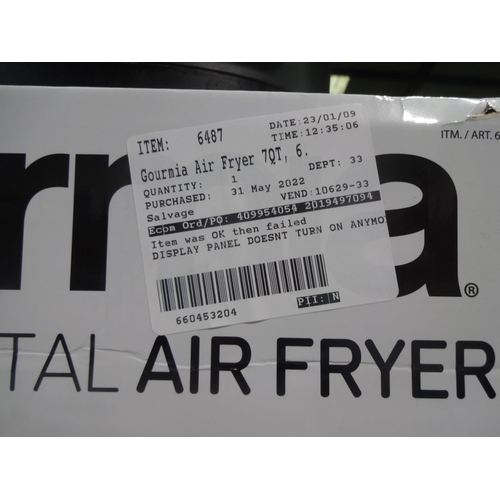 ITEM: 6487 DATE:23/01/09
TIME:12:35:06
Gourmia Air Fryer 7QT, 6.
QUANTITY: 1 DEPT: 33
PURCHASED: 31 May 2022
Salvage VEND:10629-33
Ecom Ord/PO: 409954054 2019497094
Item was OK then failed
DISPLAY PANEL DOESNT TURN ON ANYMO
660453204 PII: N
ITM. / ART. 6
rmia®
TAL AIR FRYER